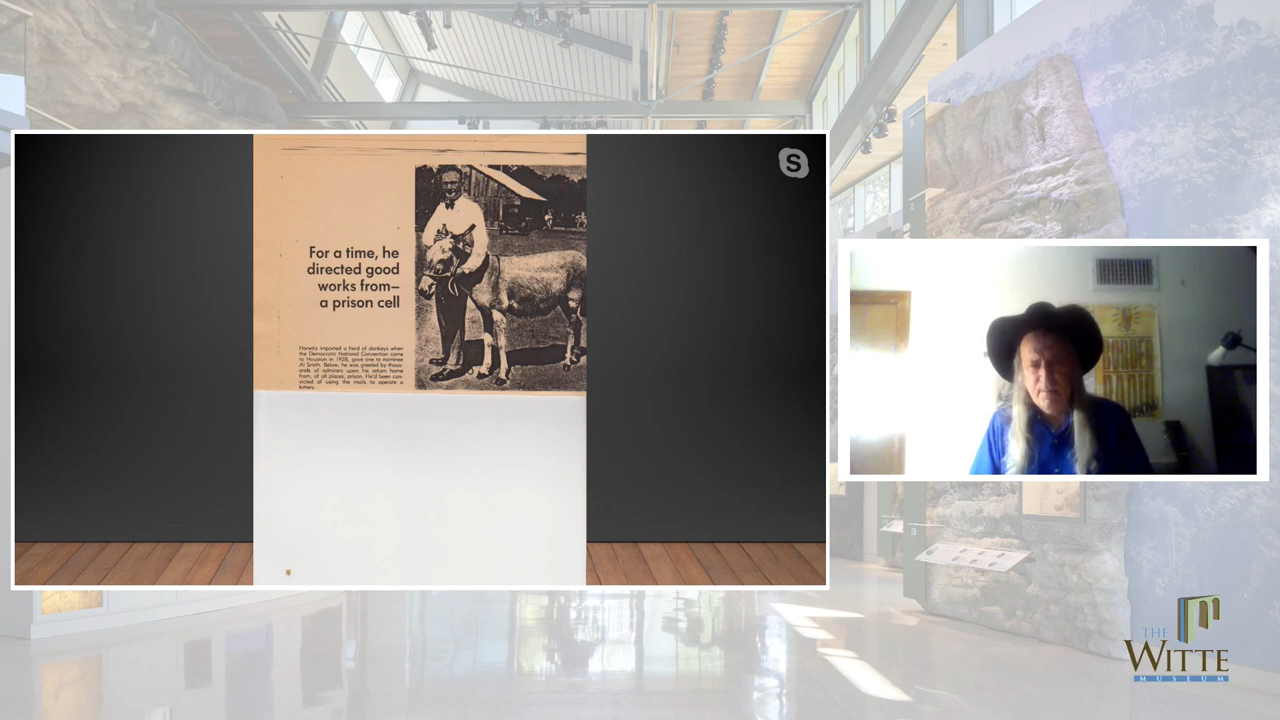 For a time, he
directed good
works from—
a prison cell
Horwitz imported a herd of donkeys when
the Democratic National Convention came
to Houston in 1928, gave one to nominee
Al Smith. Below, he was greeted by thous-
ands of admirers upon his return home
from, of all places, prison. He'd been con-
victed of using the mails to operate a
lottery.
S
THE
WITTE
MUSEUM